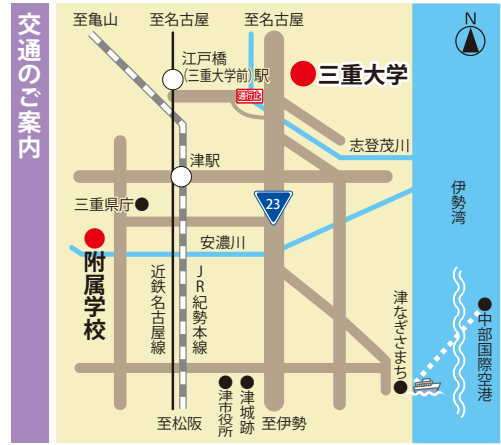 交通のご案内
至亀山
至名古屋
至名古屋
N
江戸橋
(三重大学前)駅
三重大学
通行止
志登茂川
津駅
伊勢湾
三重県庁
23
安濃川
附属学校
近鉄名古屋線
JR紀勢本線
津なぎさまち
中部国際空港
津市役所
津城跡
至松阪
至伊勢